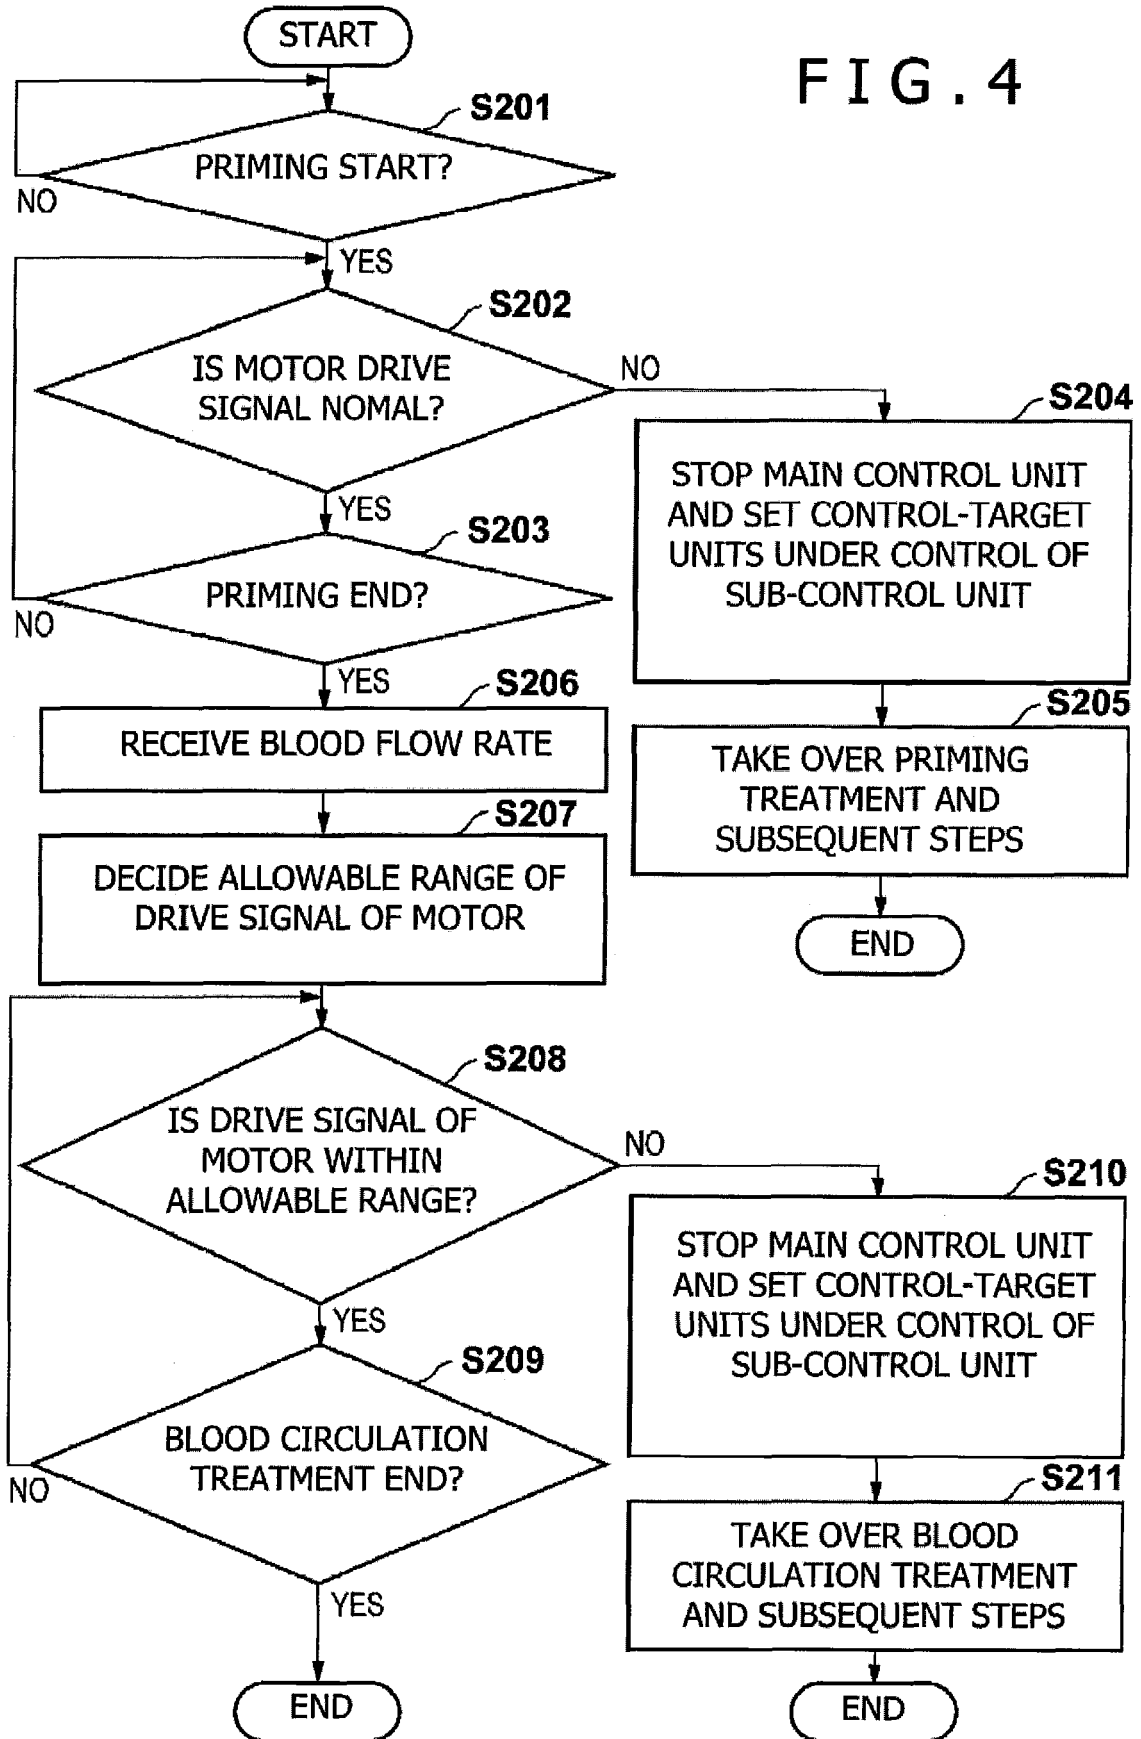 START
FIG.4
S201
PRIMING START?
NO
YES
S202
IS MOTOR DRIVE
SIGNAL NOMAL?
NO
YES
S203
PRIMING END?
NO
YES
S204
STOP MAIN CONTROL UNIT
AND SET CONTROL-TARGET
UNITS UNDER CONTROL OF
SUB-CONTROL UNIT
S205
TAKE OVER PRIMING
TREATMENT AND
SUBSEQUENT STEPS
END
S206
RECEIVE BLOOD FLOW RATE
S207
DECIDE ALLOWABLE RANGE OF
DRIVE SIGNAL OF MOTOR
S208
IS DRIVE SIGNAL OF
MOTOR WITHIN
ALLOWABLE RANGE?
NO
YES
S209
BLOOD CIRCULATION
TREATMENT END?
NO
YES
END
S210
STOP MAIN CONTROL UNIT
AND SET CONTROL-TARGET
UNITS UNDER CONTROL OF
SUB-CONTROL UNIT
S211
TAKE OVER BLOOD
CIRCULATION TREATMENT
AND SUBSEQUENT STEPS
END